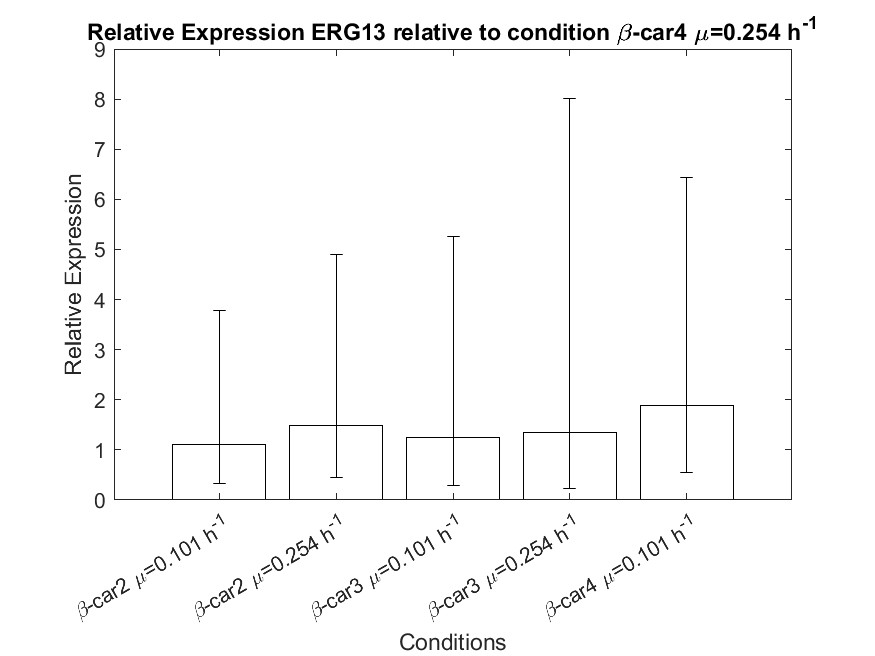 Relative Expression ERG13 relative to condition β-car4 μ=0.254 h⁻¹
9
8
7
6
5
4
3
2
1
0
Relative Expression
β-car2 μ=0.101 h⁻¹
β-car2 μ=0.254 h⁻¹
β-car3 μ=0.101 h⁻¹
β-car3 μ=0.254 h⁻¹
β-car4 μ=0.101 h⁻¹
Conditions